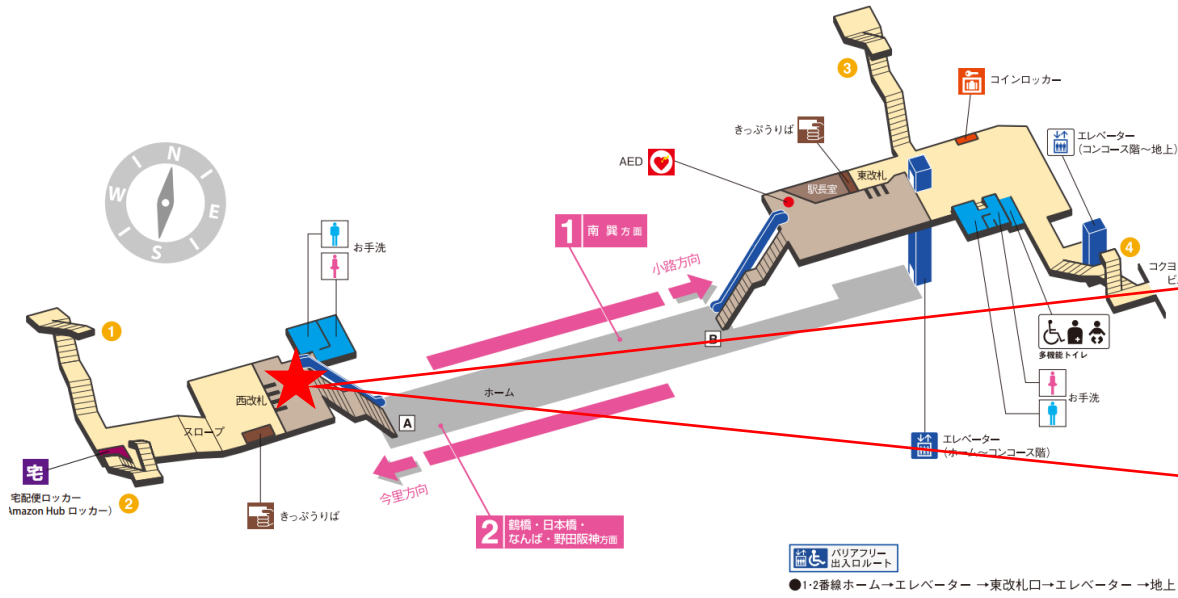 3
コインロッカー
きっぷうりば
エレベーター
(コンコース階〜地上)
AED
駅長室
東改札
N
W
E
S
I
I
I
I
お手洗
1 南巽方面
小路方向
4
コクヨ
ビ
多機能トイレ
お手洗
1
B
ホーム
西改札
A
スロープ
エレベーター
(ホーム〜コンコース階)
宅
宅配便ロッカー
Amazon Hub ロッカー)
2
きっぷうりば
今里方向
2 鶴橋・日本橋・
なんば・野田阪神方面
バリアフリー
出入口ルート
●1・2番線ホーム→エレベーター →東改札口→エレベーター →地上